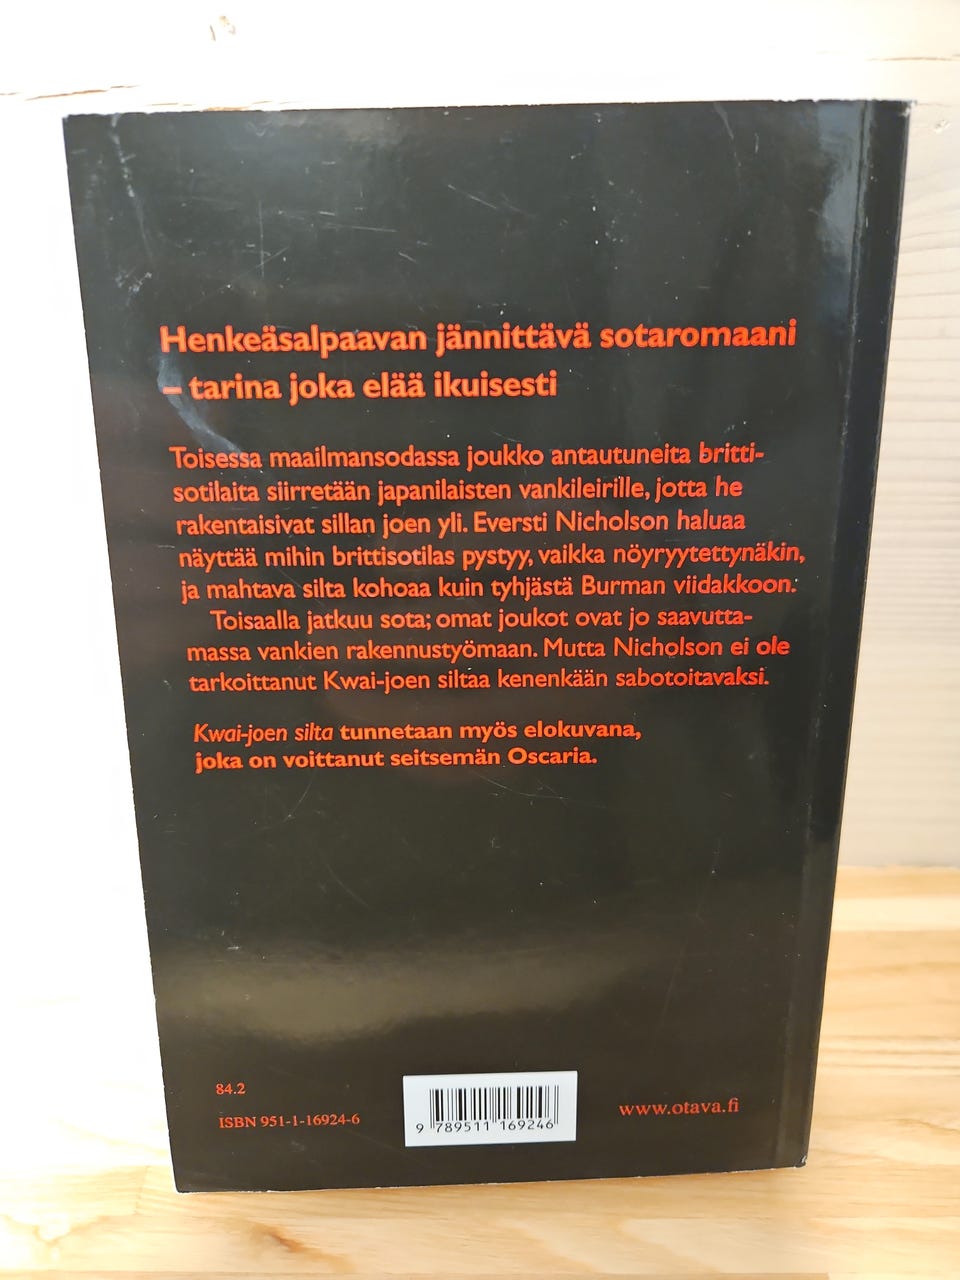 Henkeäsalpaavan jännittävä sotaromaani
– tarina joka elää ikuisesti
Toisessa maailmansodassa joukko antautuneita britti-
sotilaita siirretään japanilaisten vankileirille, jotta he
rakentaisivat sillan joen yli. Eversti Nicholson haluaa
näyttää mihin brittisotilas pystyy, vaikka nöyryytettynäkin,
ja mahtava silta kohoaa kuin tyhjästä Burman viidakkoon.
Toisaalla jatkuu sota; omat joukot ovat jo saavutta-
massa vankien rakennustyömaan. Mutta Nicholson ei ole
tarkoittanut Kwai-joen siltaa kenenkään sabotoitavaksi.
Kwai-joen silta tunnetaan myös elokuvana,
joka on voittanut seitsemän Oscaria.
84.2
ISBN 951-1-16924-6
9 789511 169246
www.otava.fi